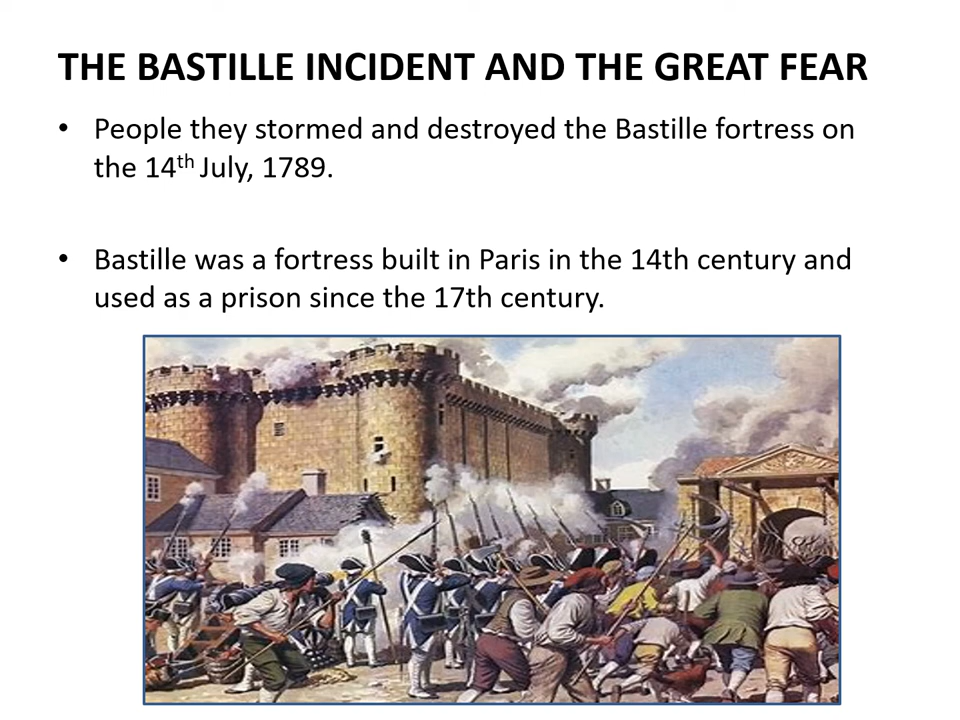 THE BASTILLE INCIDENT AND THE GREAT FEAR
• People they stormed and destroyed the Bastille fortress on
the 14th July, 1789.
• Bastille was a fortress built in Paris in the 14th century and
used as a prison since the 17th century.